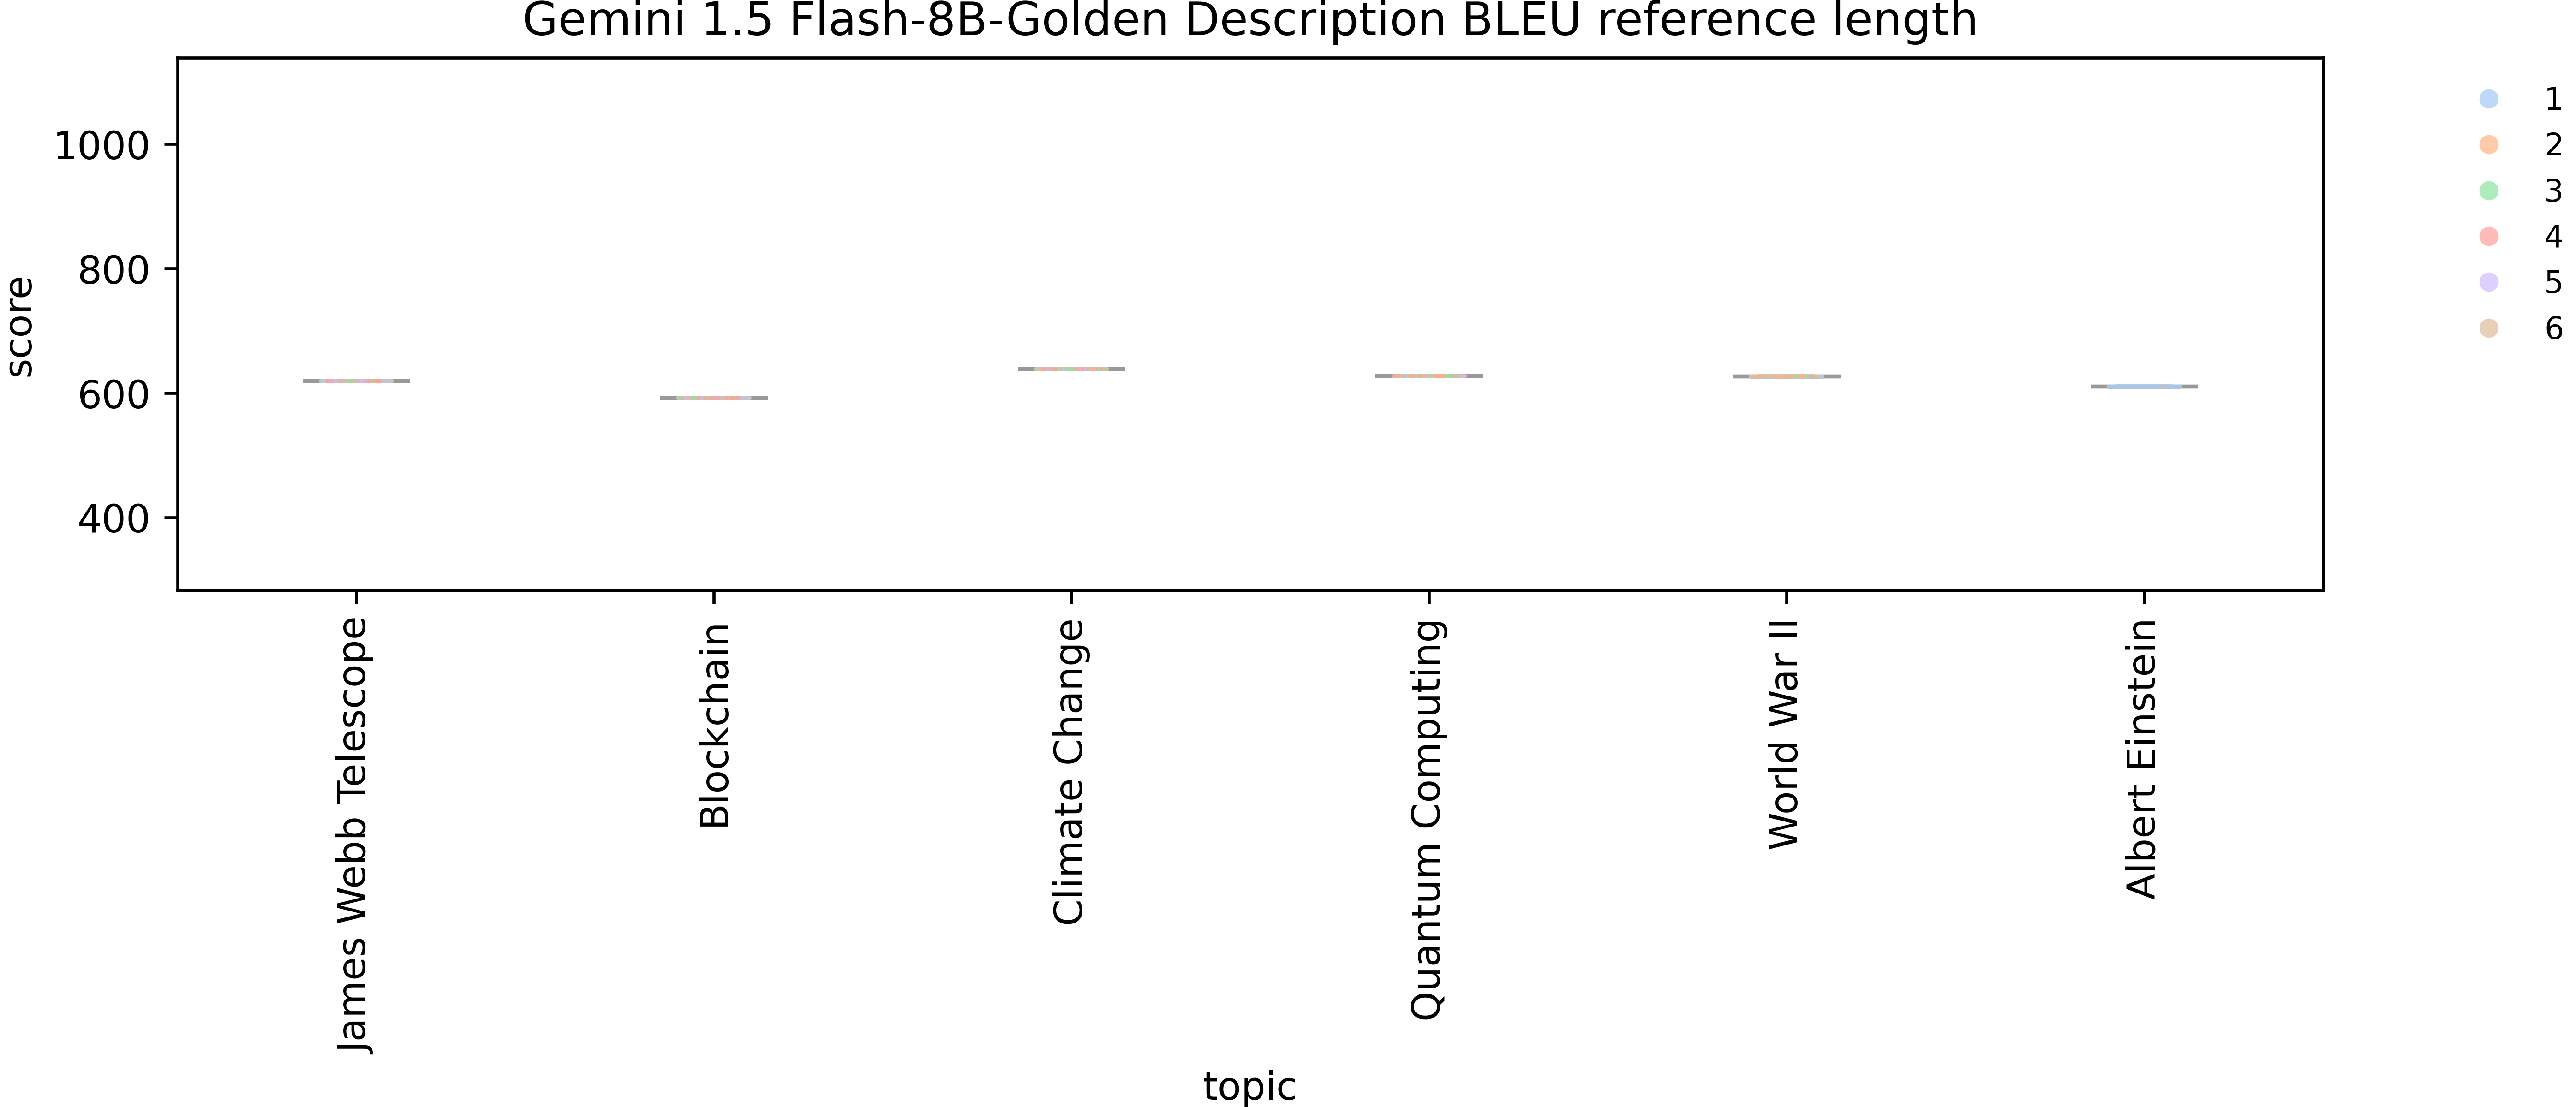 Gemini 1.5 Flash-8B-Golden Description BLEU reference length
1000
800
600
400
score
James Webb Telescope
Blockchain
Climate Change
Quantum Computing
World War II
Albert Einstein
topic
1
2
3
4
5
6